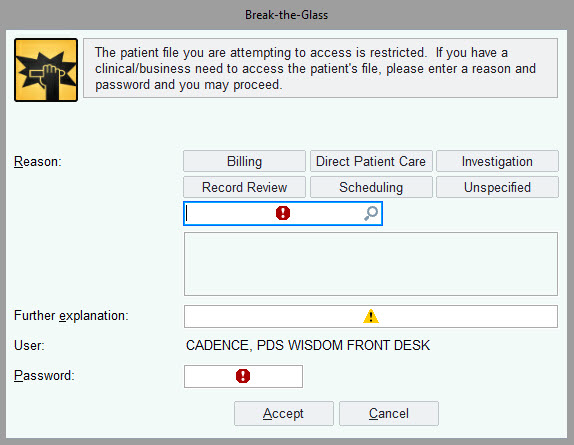 Break-the-Glass
The patient file you are attempting to access is restricted.  If you have a
clinical/business need to access the patient's file, please enter a reason and
password and you may proceed.
Reason:
Billing
Direct Patient Care
Investigation
Record Review
Scheduling
Unspecified
Further explanation:
User:
CADENCE, PDS WISDOM FRONT DESK
Password:
Accept
Cancel